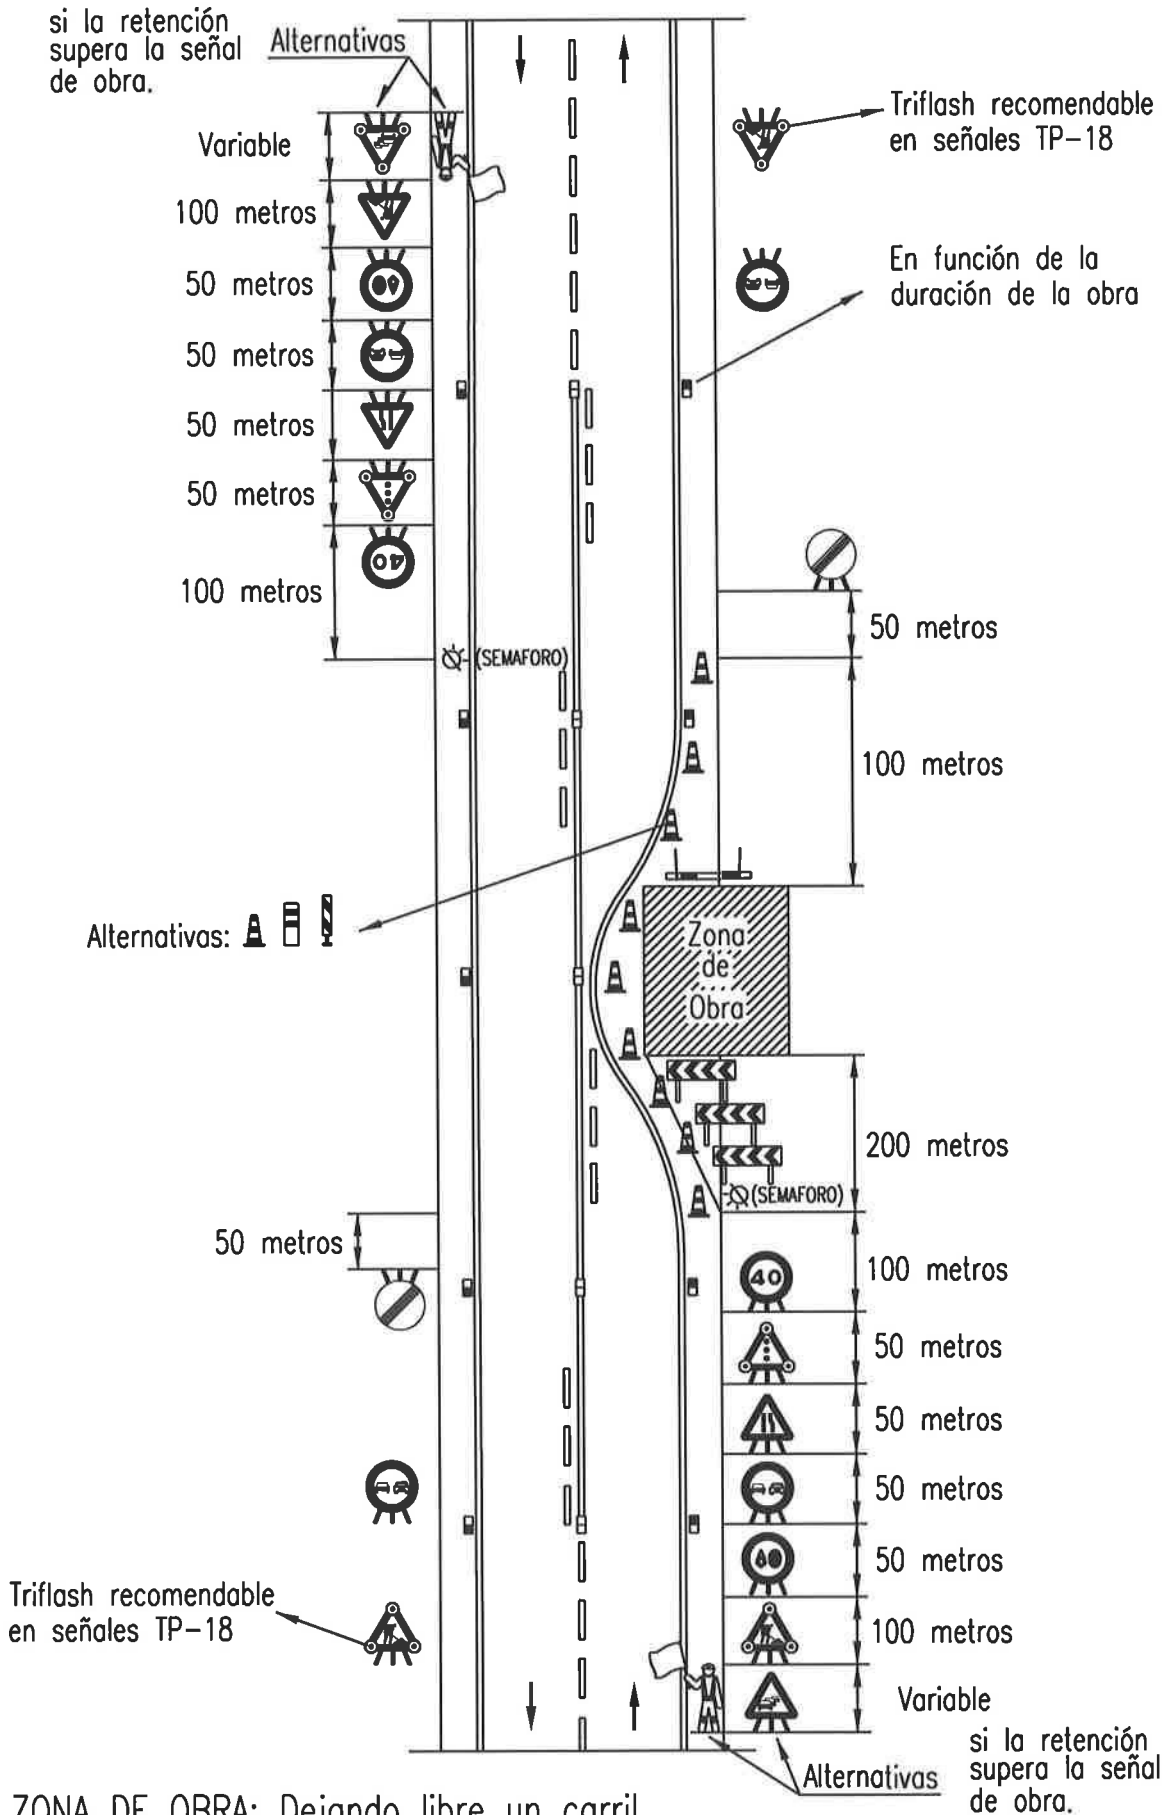 si la retención
supera la señal
de obra.
Alternativas
Variable
100 metros
50 metros
50 metros
50 metros
50 metros
40
100 metros
(SEMAFORO)
Triflash recomendable
en señales TP-18
En función de la
duración de la obra
50 metros
100 metros
Alternativas:
Zona
de
Obra
200 metros
(SEMAFORO)
50 metros
40
100 metros
50 metros
50 metros
50 metros
50 metros
100 metros
Triflash recomendable
en señales TP-18
Variable
Alternativas
si la retención
supera la señal
de obra.
ZONA DE OBRA: Dejando libre un carril